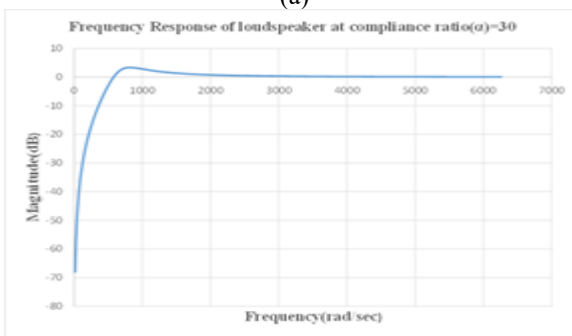 (a)
Frequency Response of loudspeaker at compliance ratio(α)=30
10
0
0 1000 2000 3000 4000 5000 6000 7000
-10
-20
-30
-40
-50
-60
-70
-80
Magnitude(dB)
Frequency(rad/sec)